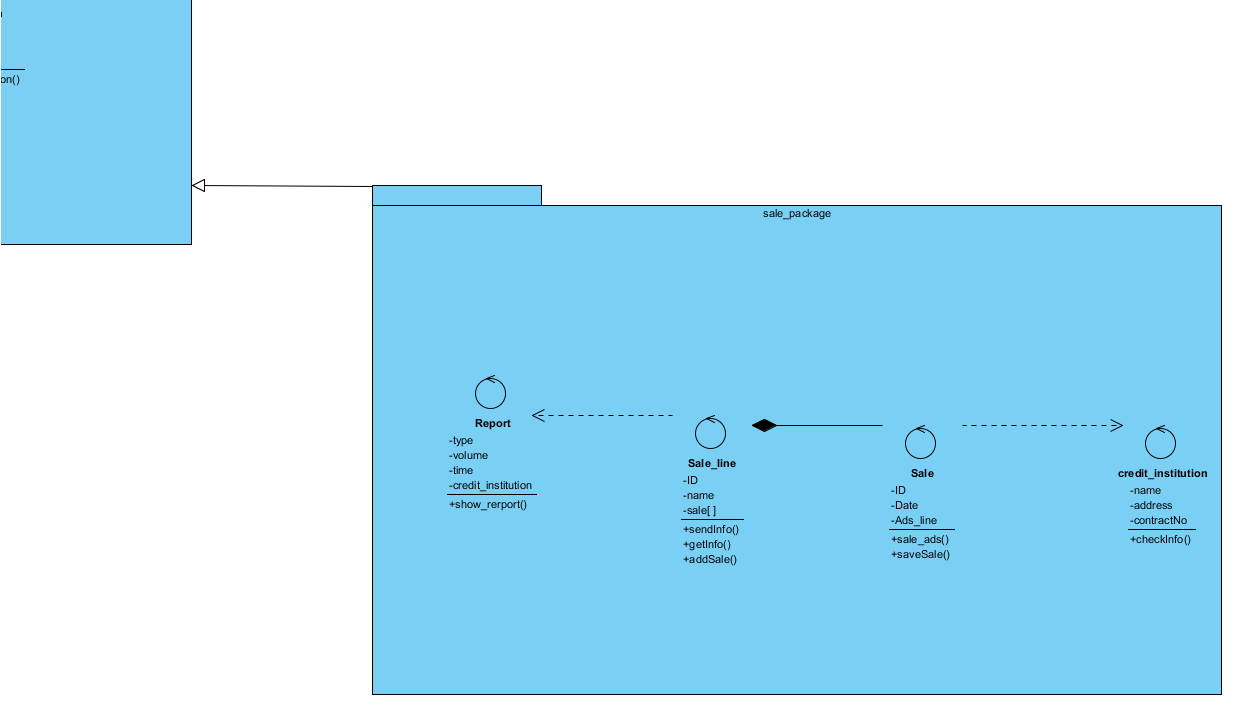 on()
sale_package
Report
-type
-volume
-time
-credit_institution
+show_rerport()
Sale_line
-ID
-name
-sale[ ]
+sendInfo()
+getInfo()
+addSale()
Sale
-ID
-Date
-Ads_line
+sale_ads()
+saveSale()
credit_institution
-name
-address
-contractNo
+checkInfo()